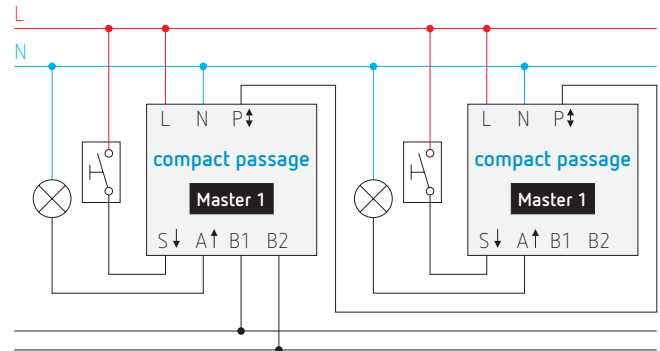 L
N
L N P↕ L N P↕
compact passage compact passage
Master 1 Master 1
S↓ A↑ B1 B2 S↓ A↑ B1 B2